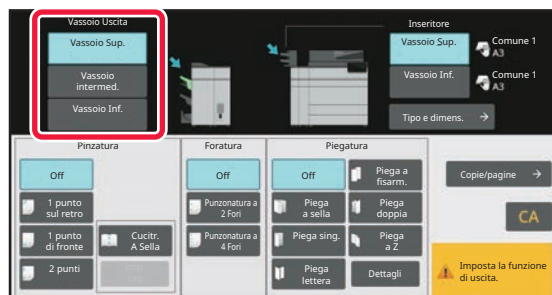 Vassoio Uscita
Vassoio Sup.
Vassoio
intermed.
Vassoio Inf.
Inseritore
Vassoio Sup.
Comune 1
A3
Vassoio Inf.
Comune 1
A3
Tipo e dimens.
Pinzatura
Off
1 punto
sul retro
1 punto
di fronte
2 punti
Cucitr.
A Sella
Foratura
Off
Punzonatura a
2 Fori
Punzonatura a
4 Fori
Piegatura
Off
Piega a
fisarm.
Piega
a sella
Piega
doppia
Piega sing.
Piega
a Z
Piega
lettera
Dettagli
Copie/pagine
CA
Imposta la funzione
di uscita.